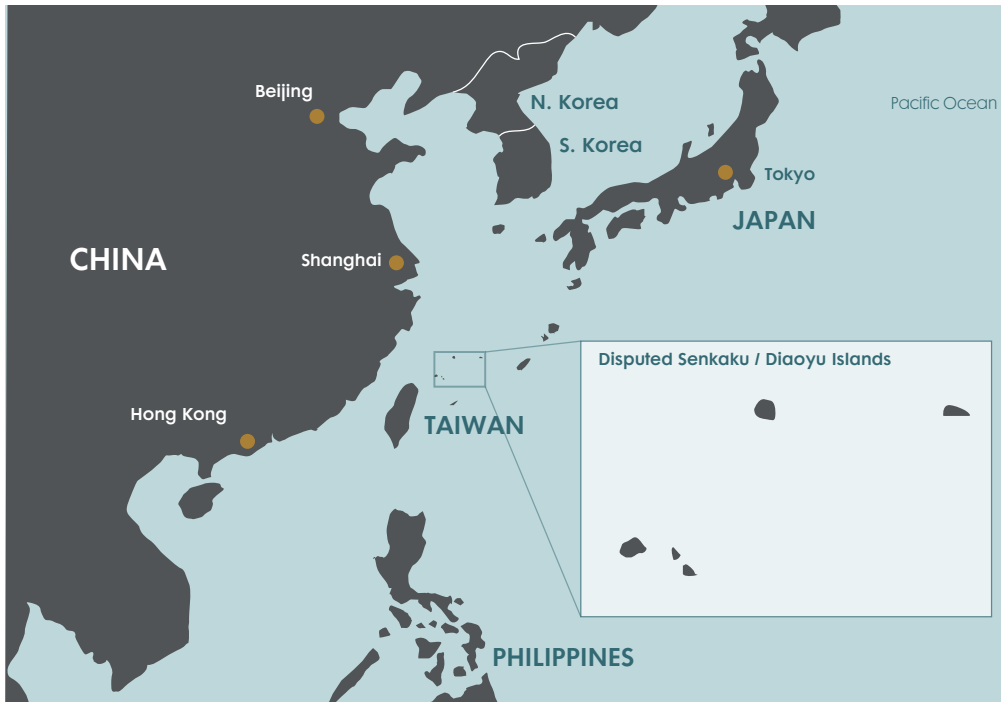 Beijing
N. Korea
Pacific Ocean
S. Korea
Tokyo
JAPAN
CHINA
Shanghai
Disputed Senkaku / Diaoyu Islands
Hong Kong
TAIWAN
PHILIPPINES